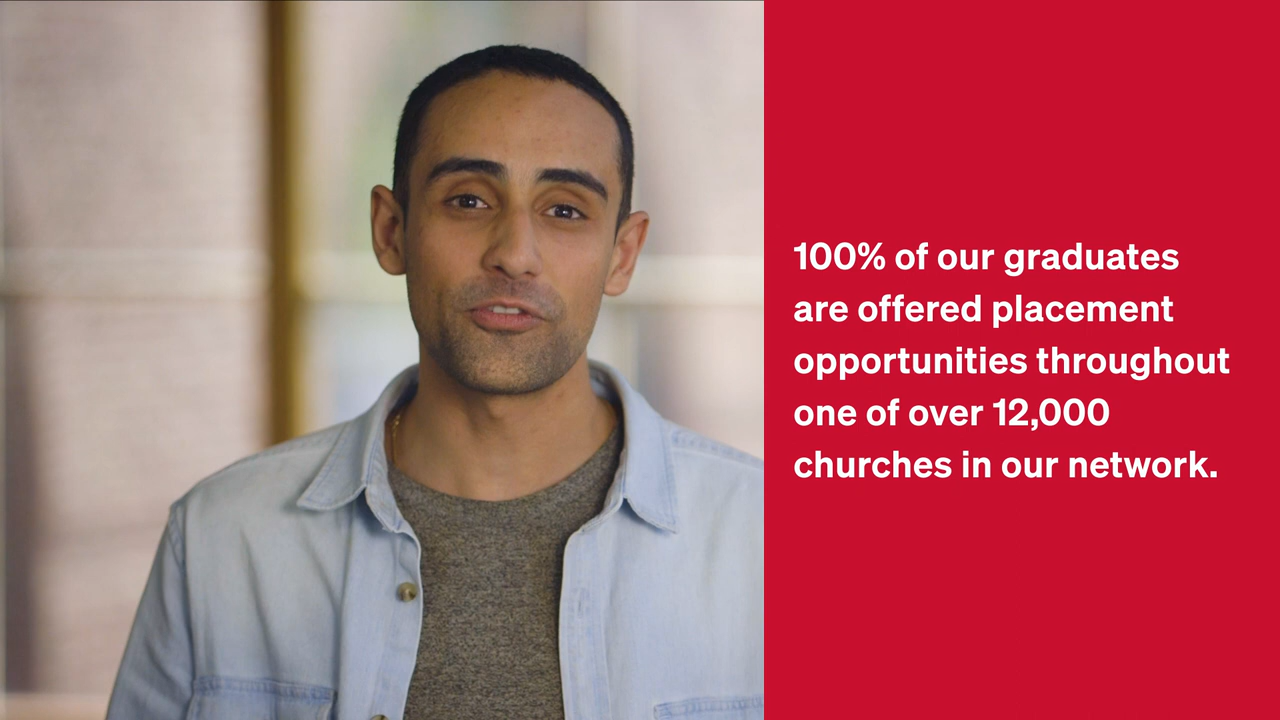 100% of our graduates
are offered placement
opportunities throughout
one of over 12,000
churches in our network.